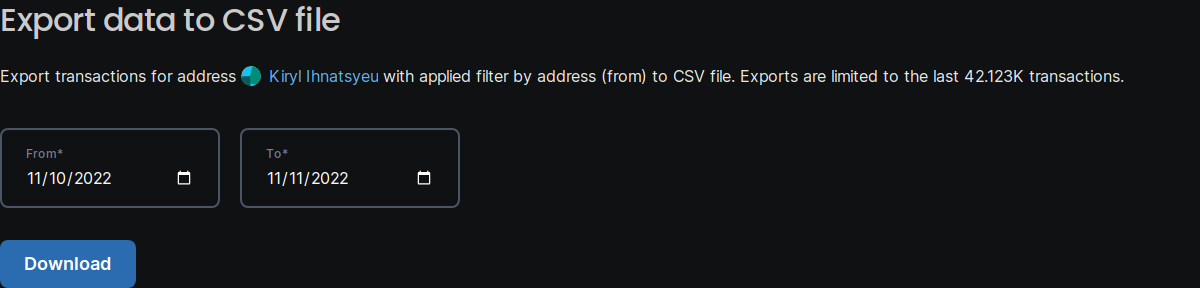 Export data to CSV file
Export transactions for address Kiryl Ihnatsyeu with applied filter by address (from) to CSV file. Exports are limited to the last 42.123K transactions.
From*
11/10/2022
To*
11/11/2022
Download